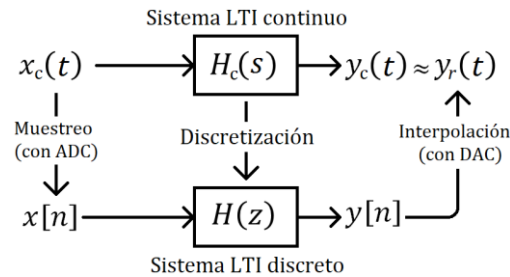 Sistema LTI continuo
x_c(t)
H_c(s)
y_c(t) ≈ y_r(t)
Muestreo
(con ADC)
Discretización
Interpolación
(con DAC)
x[n]
H(z)
y[n]
Sistema LTI discreto